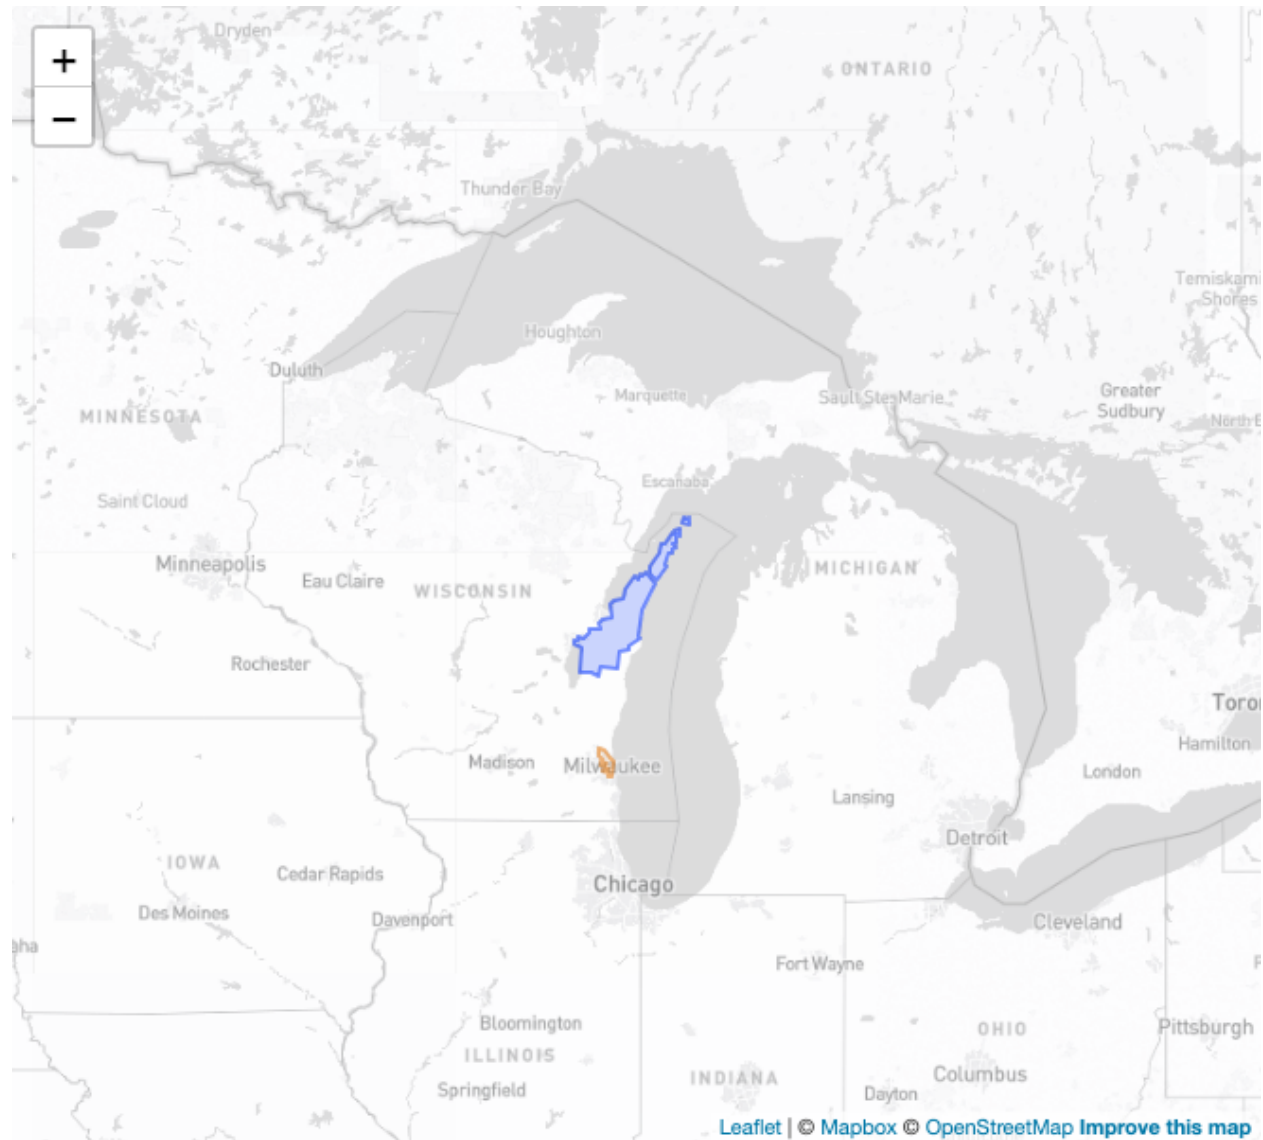 Dryden
+
ONTARIO
−
Thunder Bay
Temiskami
Shores
Houghton
Duluth
Marquette
Sault Ste. Marie
Greater
Sudbury
MINNESOTA
North E
Escanaba
Saint Cloud
Minneapolis
Eau Claire
WISCONSIN
MICHIGAN
Rochester
Toro
Hamilton
Madison
Milwaukee
London
Lansing
Detroit
IOWA
Cedar Rapids
Chicago
Des Moines
Davenport
Cleveland
aha
Fort Wayne
P
Bloomington
OHIO
Pittsburgh
ILLINOIS
INDIANA
Columbus
Springfield
Dayton
Leaflet | © Mapbox © OpenStreetMap Improve this map